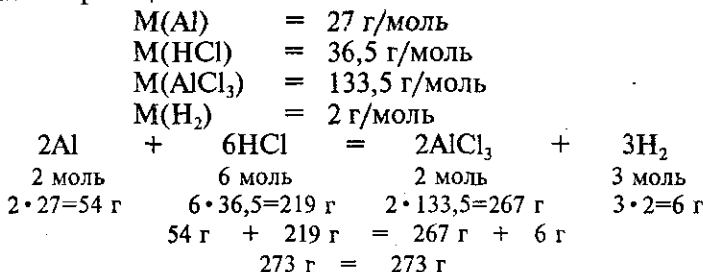 M(Al) = 27 г/моль
M(HCl) = 36,5 г/моль
M(AlCl₃) = 133,5 г/моль
M(H₂) = 2 г/моль
2Al + 6HCl = 2AlCl₃ + 3H₂
2 моль 6 моль 2 моль 3 моль
2•27=54 г 6•36,5=219 г 2•133,5=267 г 3•2=6 г
54 г + 219 г = 267 г + 6 г
273 г = 273 г